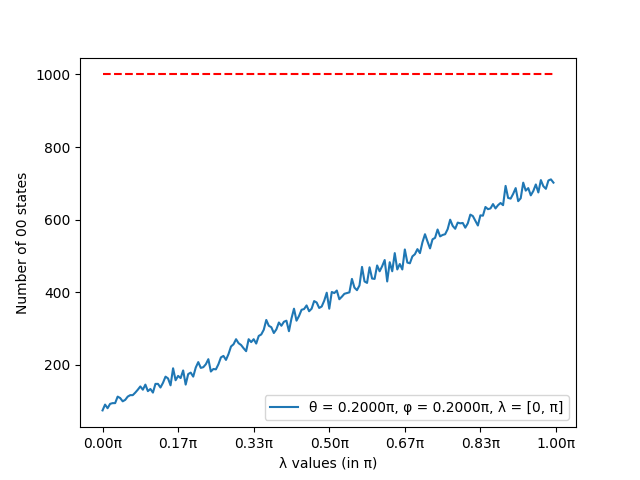 1000
800
600
400
200
Number of 00 states
0.00π
0.17π
0.33π
0.50π
0.67π
0.83π
1.00π
λ values (in π)
θ = 0.2000π, φ = 0.2000π, λ = [0, π]